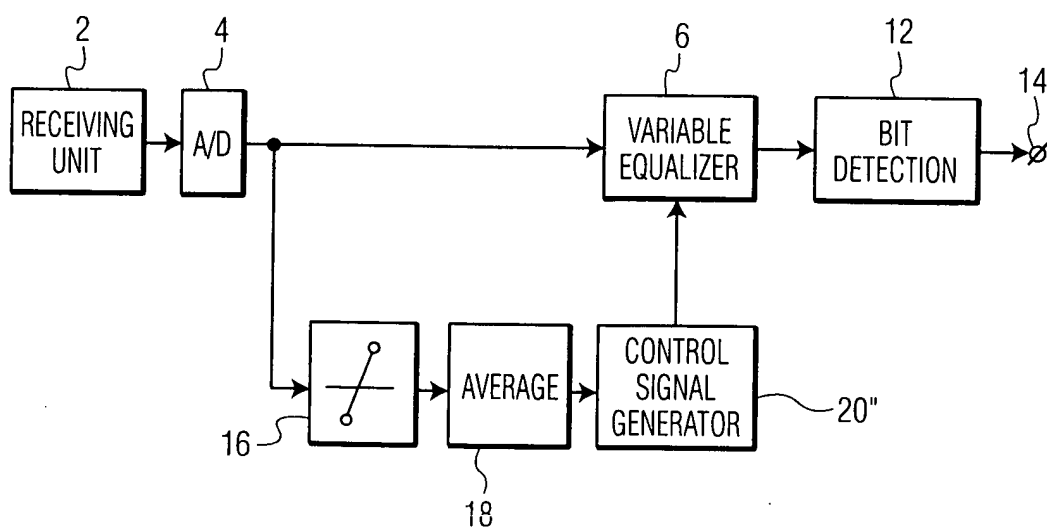 2
4
6
12
14
RECEIVING
UNIT
A/D
VARIABLE
EQUALIZER
BIT
DETECTION
AVERAGE
CONTROL
SIGNAL
GENERATOR
16
18
20"